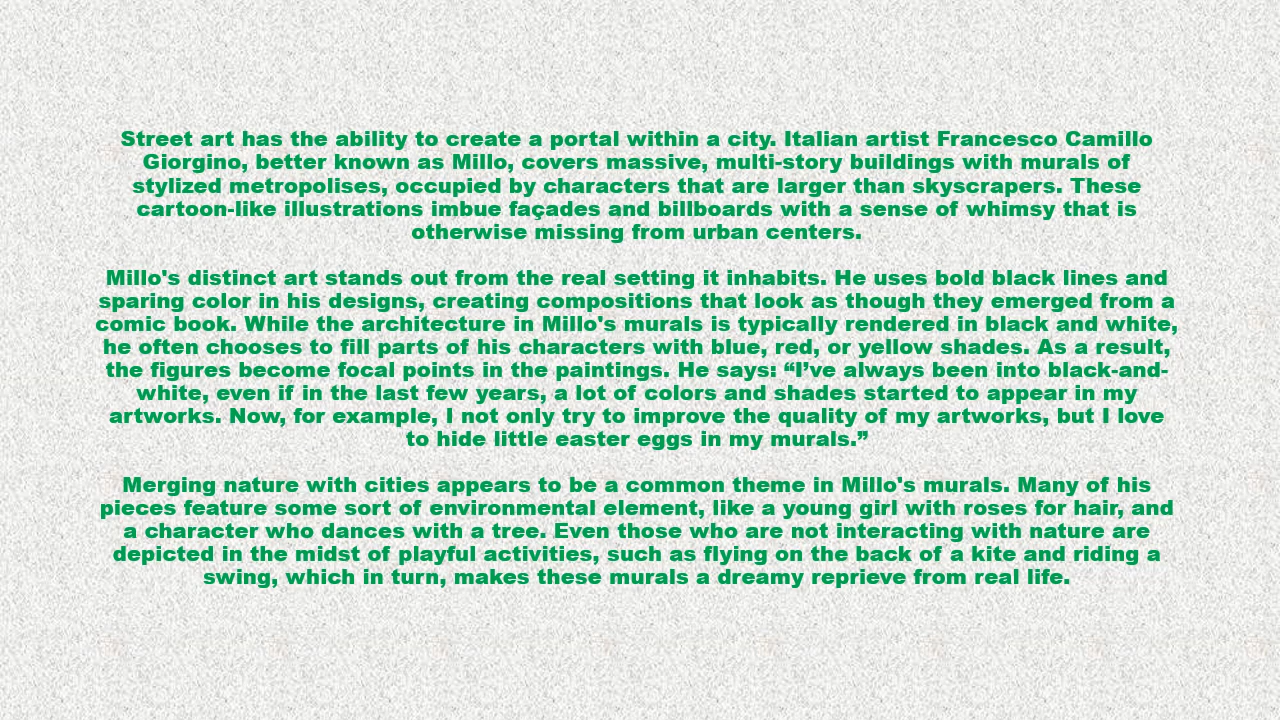 Street art has the ability to create a portal within a city. Italian artist Francesco Camillo
Giorgino, better known as Millo, covers massive, multi-story buildings with murals of
stylized metropolises, occupied by characters that are larger than skyscrapers. These
cartoon-like illustrations imbue façades and billboards with a sense of whimsy that is
otherwise missing from urban centers.
Millo's distinct art stands out from the real setting it inhabits. He uses bold black lines and
sparing color in his designs, creating compositions that look as though they emerged from a
comic book. While the architecture in Millo's murals is typically rendered in black and white,
he often chooses to fill parts of his characters with blue, red, or yellow shades. As a result,
the figures become focal points in the paintings. He says: “I’ve always been into black-and-
white, even if in the last few years, a lot of colors and shades started to appear in my
artworks. Now, for example, I not only try to improve the quality of my artworks, but I love
to hide little easter eggs in my murals.”
Merging nature with cities appears to be a common theme in Millo's murals. Many of his
pieces feature some sort of environmental element, like a young girl with roses for hair, and
a character who dances with a tree. Even those who are not interacting with nature are
depicted in the midst of playful activities, such as flying on the back of a kite and riding a
swing, which in turn, makes these murals a dreamy reprieve from real life.